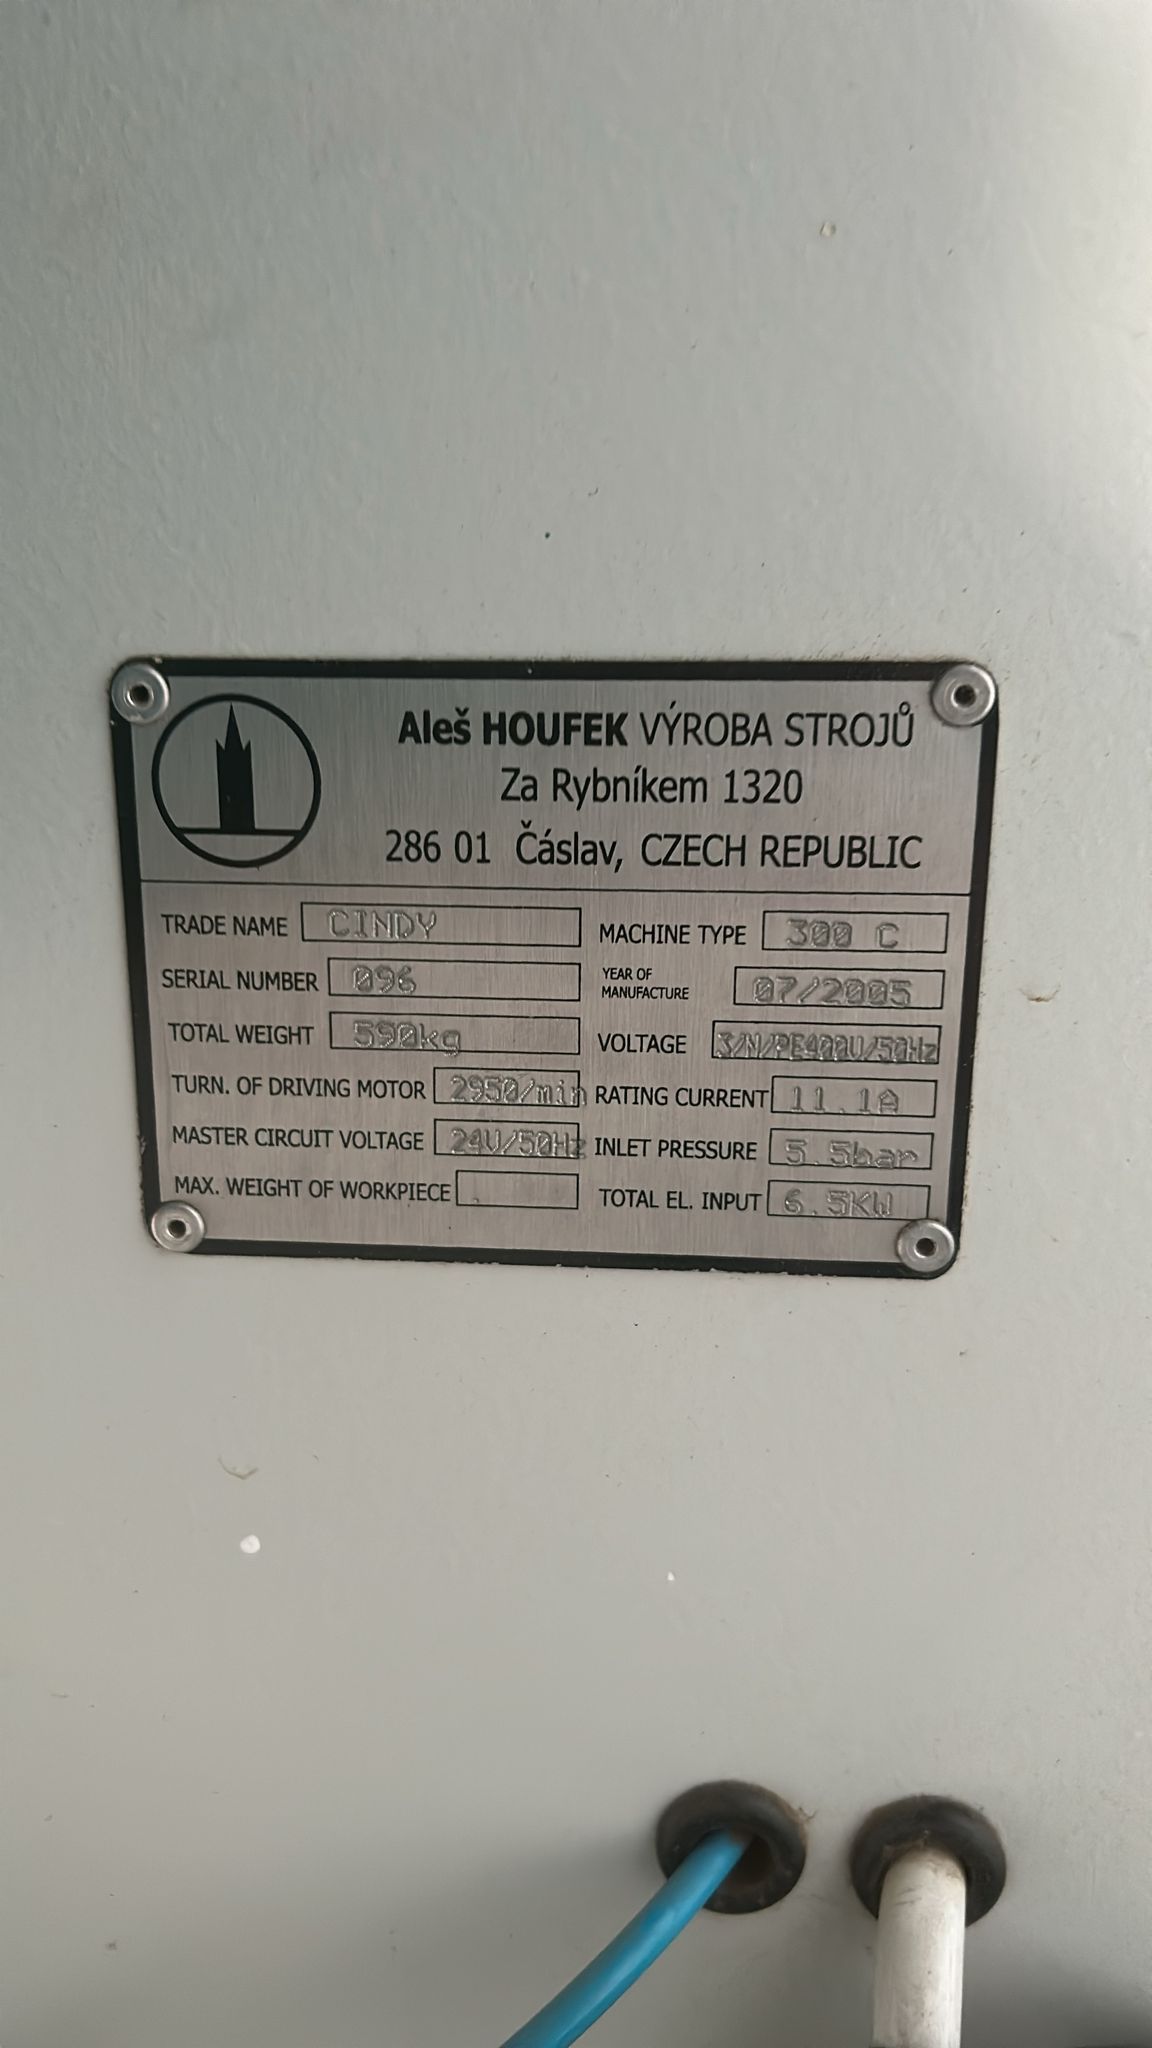 Aleš HOUFEK VÝROBA STROJŮ
Za Rybníkem 1320
286 01 Čáslav, CZECH REPUBLIC
TRADE NAME CINDY MACHINE TYPE 300 C
SERIAL NUMBER 096 YEAR OF MANUFACTURE 07/2005
TOTAL WEIGHT 590kg VOLTAGE 3/N/PE400V/50Hz
TURN. OF DRIVING MOTOR 2950/min RATING CURRENT 11.1A
MASTER CIRCUIT VOLTAGE 24V/50Hz INLET PRESSURE 5.5bar
MAX. WEIGHT OF WORKPIECE TOTAL EL. INPUT 6.5KW